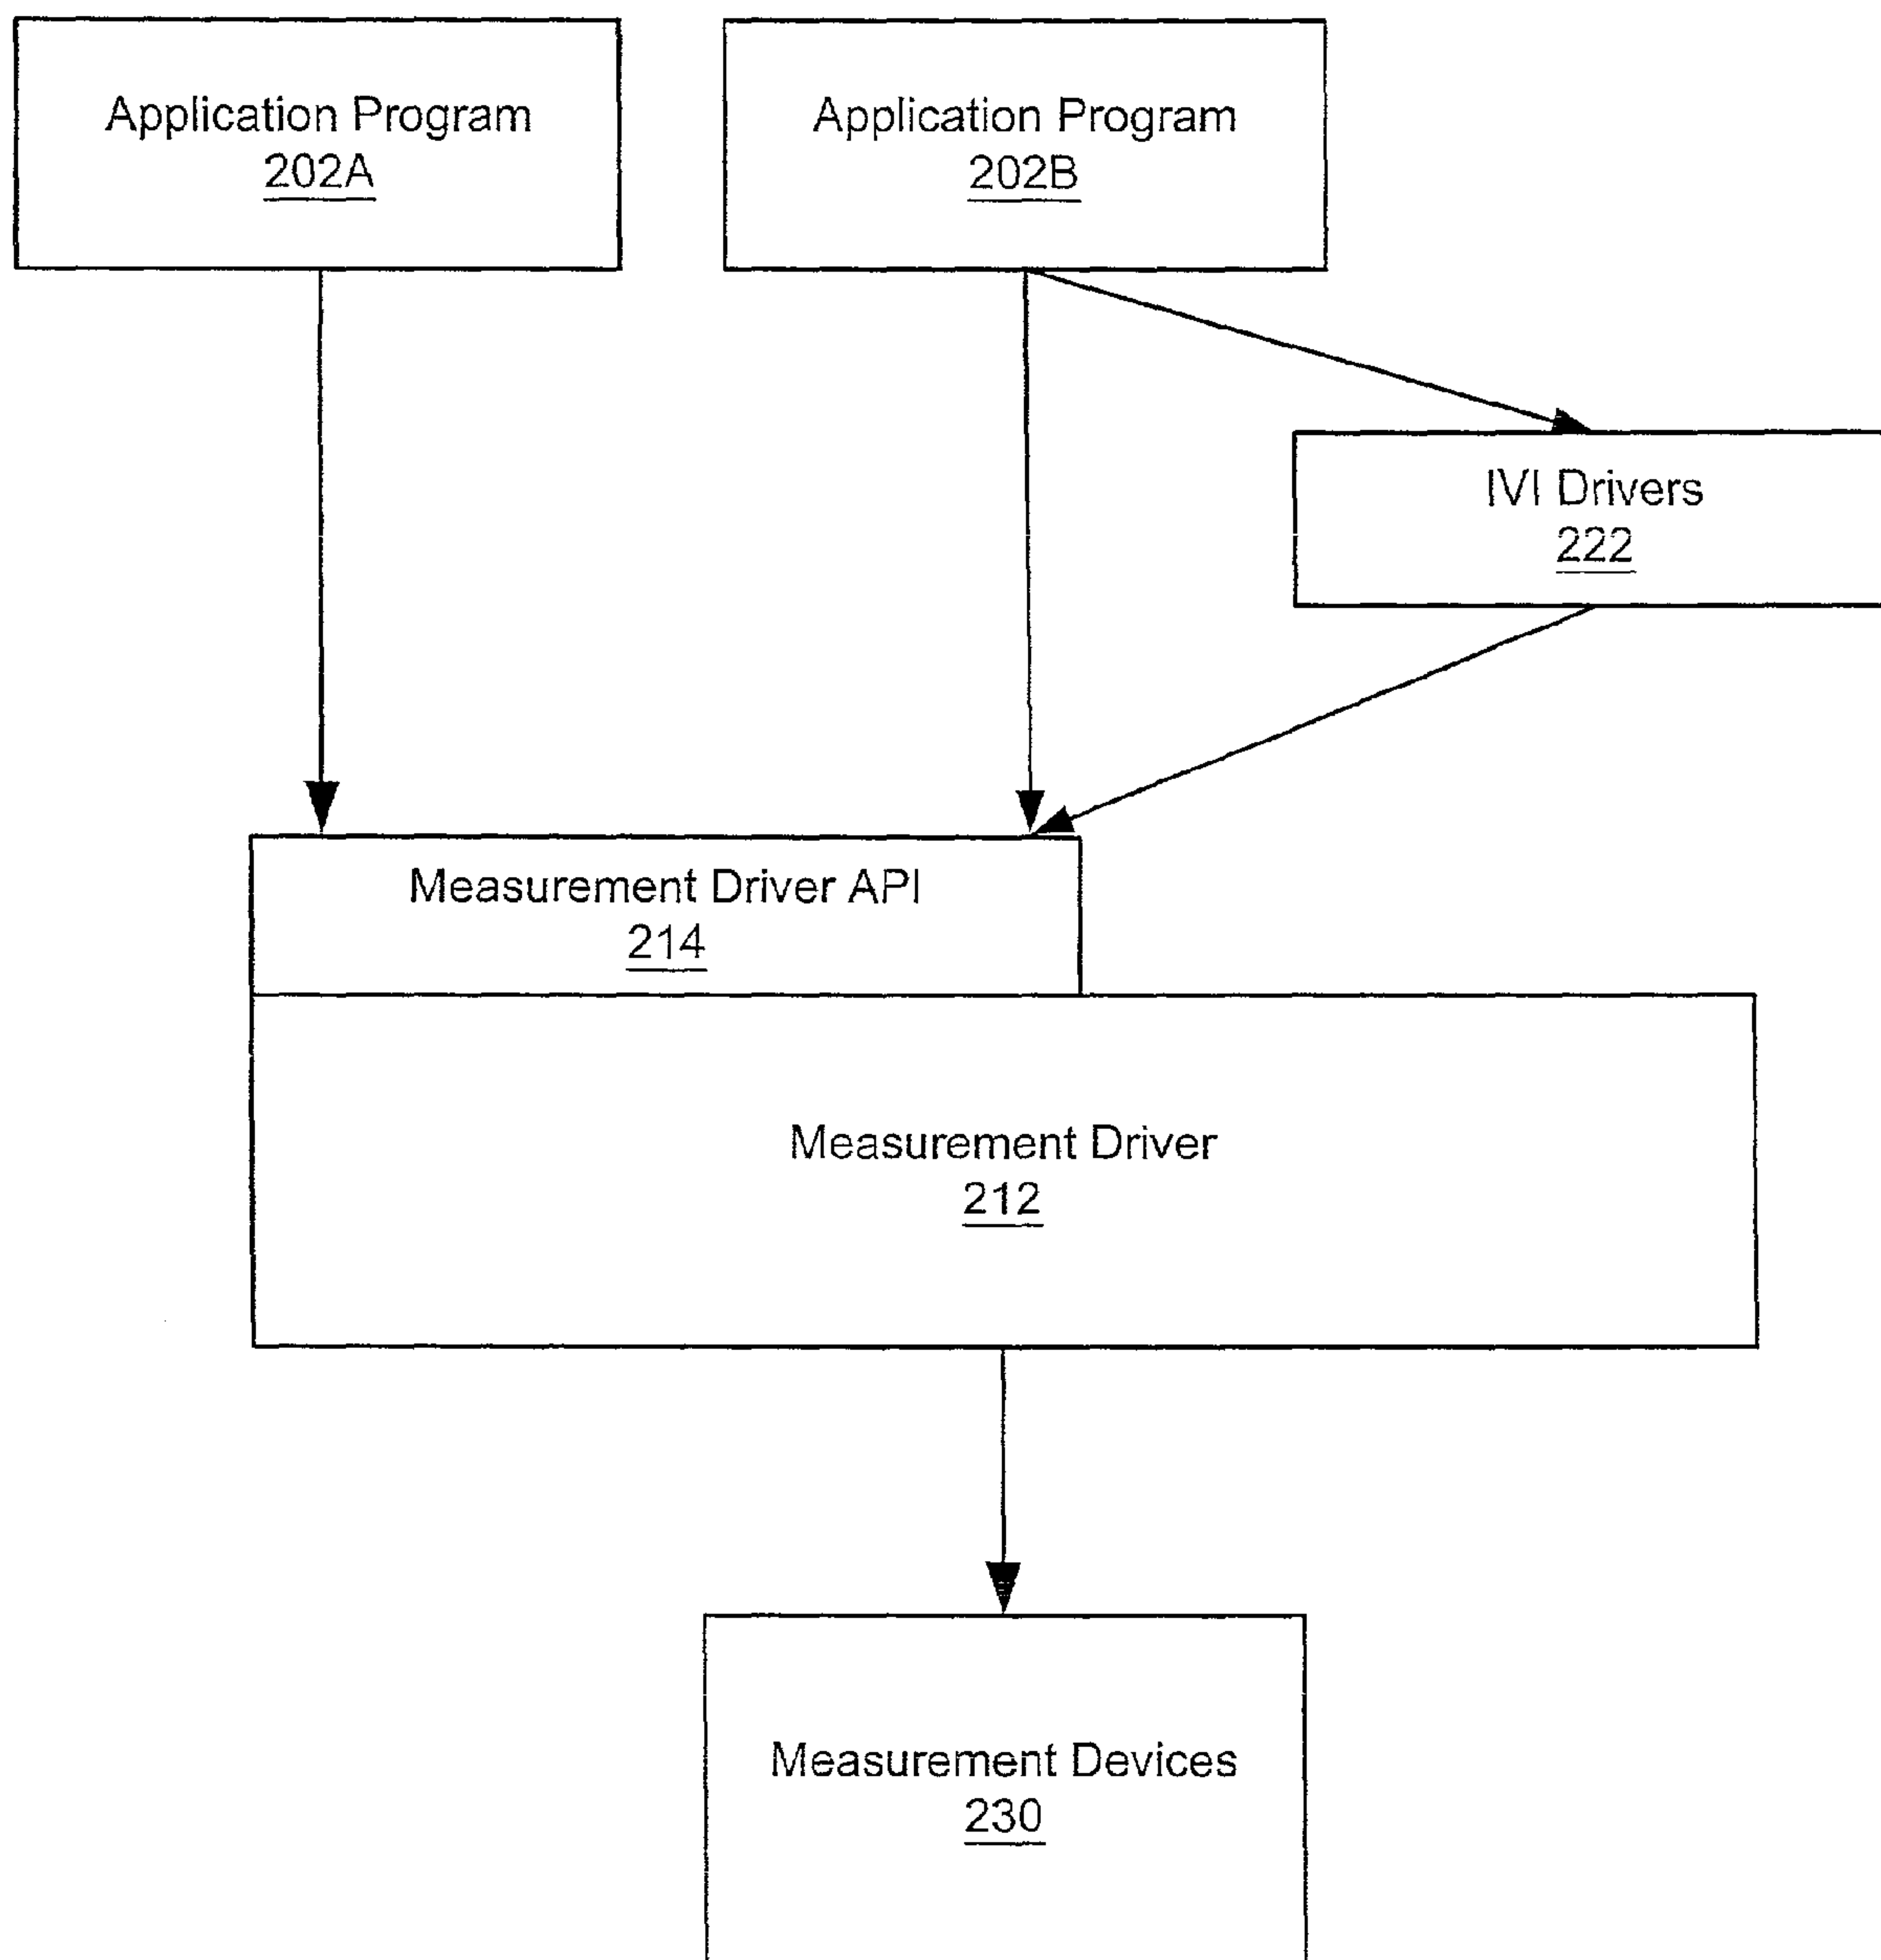 Application Program
202A
Application Program
202B
IVI Drivers
222
Measurement Driver API
214
Measurement Driver
212
Measurement Devices
230